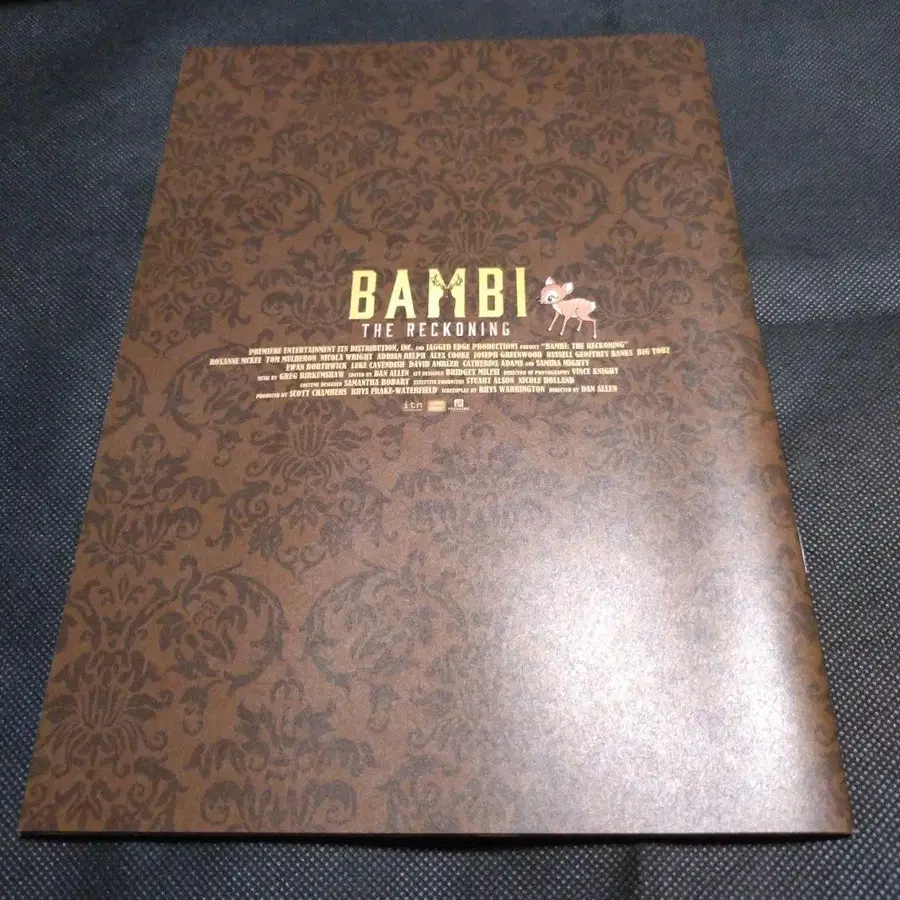 BAMBI
THE RECKONING
PREMIERE ENTERTAINMENT ITN DISTRIBUTION, INC. AND JAGGED EDGE PRODUCTIONS PRESENT "BAMBI: THE RECKONING"
ROXANNE MCKEE TOM MULHERON NICOLA WRIGHT ADRIAN RELPH ALEX COOKE JOSEPH GREENWOOD RUSSELL GEOFFREY BANKS BIG TOBZ
EWAN BORTHWICK LUKE CAVENDISH DAVID AMBLER CATHERINE ADAMS AND SAMIRA MIGHTY
MUSIC BY GREG BIRKUMSHAW EDITED BY DAN ALLEN SET DESIGNER BRIDGET MILESI DIRECTOR OF PHOTOGRAPHY VINCE KNIGHT
COSTUME DESIGNER SAMANTHA HOBART EXECUTIVE PRODUCERS STUART ALSON NICOLE HOLLAND
PRODUCED BY SCOTT CHAMBERS RHYS FRAKE-WATERFIELD SCREENPLAY BY RHYS WARRINGTON DIRECTED BY DAN ALLEN
itn